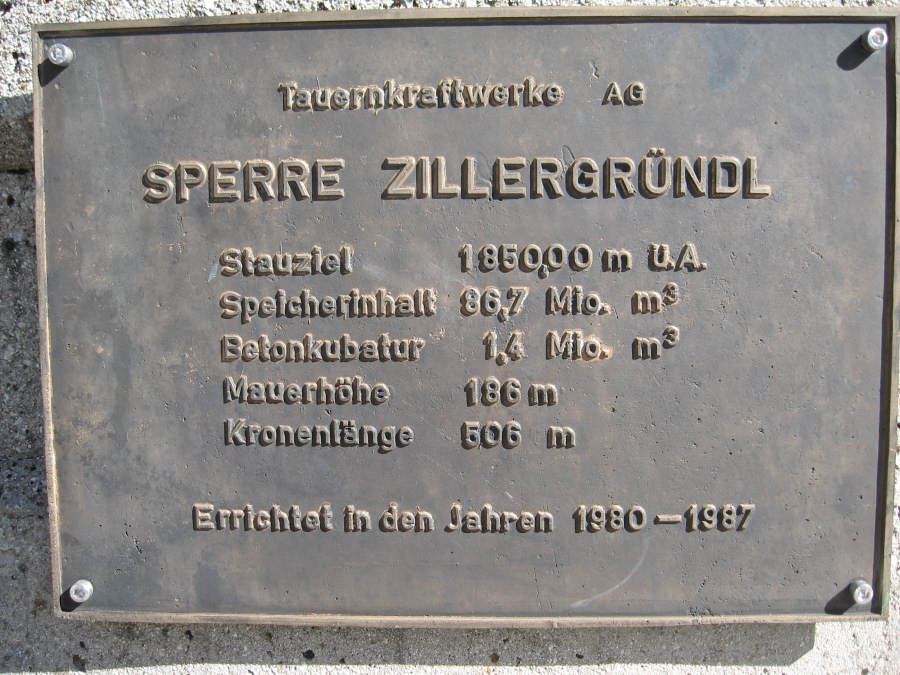 Tauernkraftwerke AG
SPERRE ZILLERGRÜNDL
Stauziel 1850,00 m ü.A.
Speicherinhalt 86,7 Mio. m³
Betonkubatur 1,4 Mio. m³
Mauerhöhe 186 m
Kronenlänge 506 m
Errichtet in den Jahren 1980 – 1987